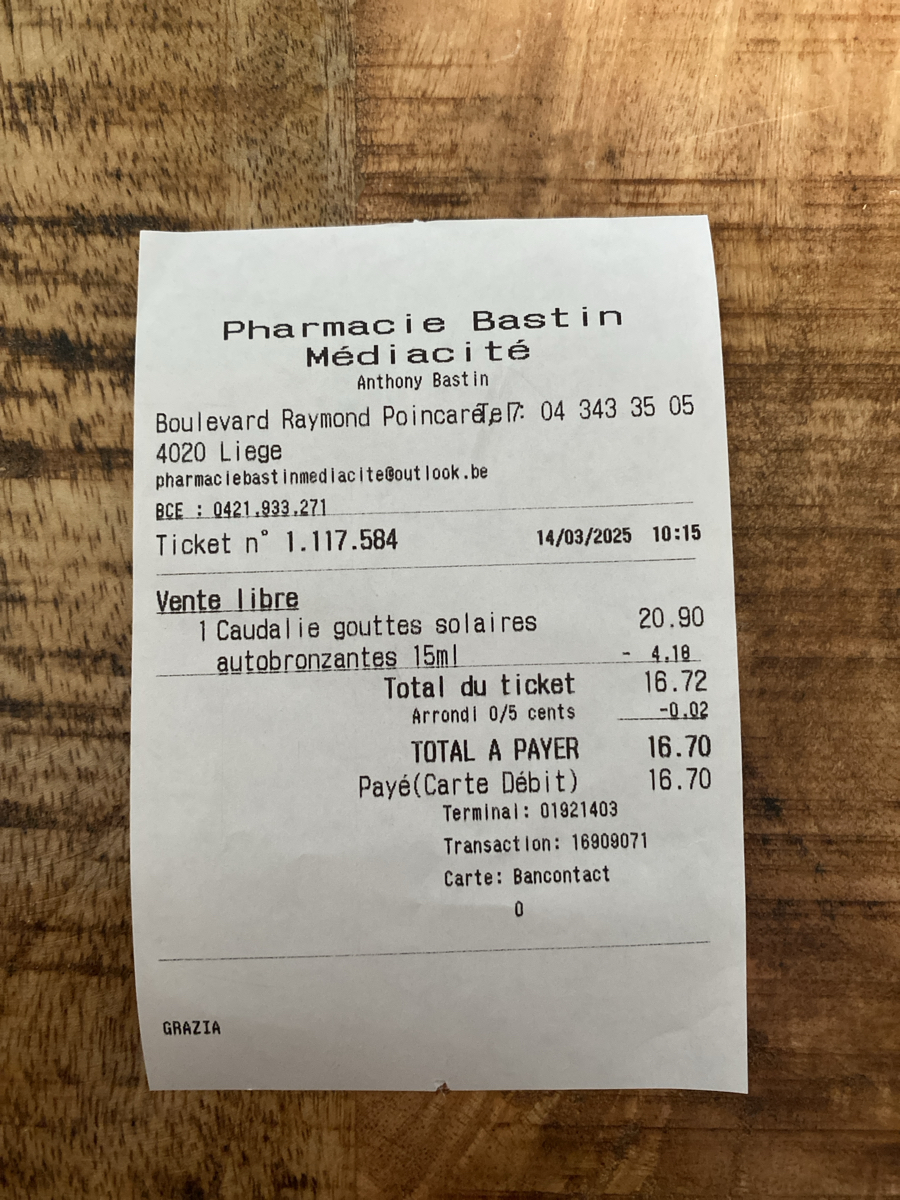 Pharmacie Bastin
Médiacité
Anthony Bastin
Boulevard Raymond Poincaré, 7 Tel : 04 343 35 05
4020 Liege
pharmaciebastinmediacite@outlook.be
BCE : 0421.933.271
Ticket n° 1.117.584 14/03/2025 10:15
Vente libre
1 Caudalie gouttes solaires 20.90
autobronzantes 15ml - 4.18
Total du ticket 16.72
Arrondi 0/5 cents -0.02
TOTAL A PAYER 16.70
Payé(Carte Débit) 16.70
Terminal: 01921403
Transaction: 16909071
Carte: Bancontact
0
GRAZIA